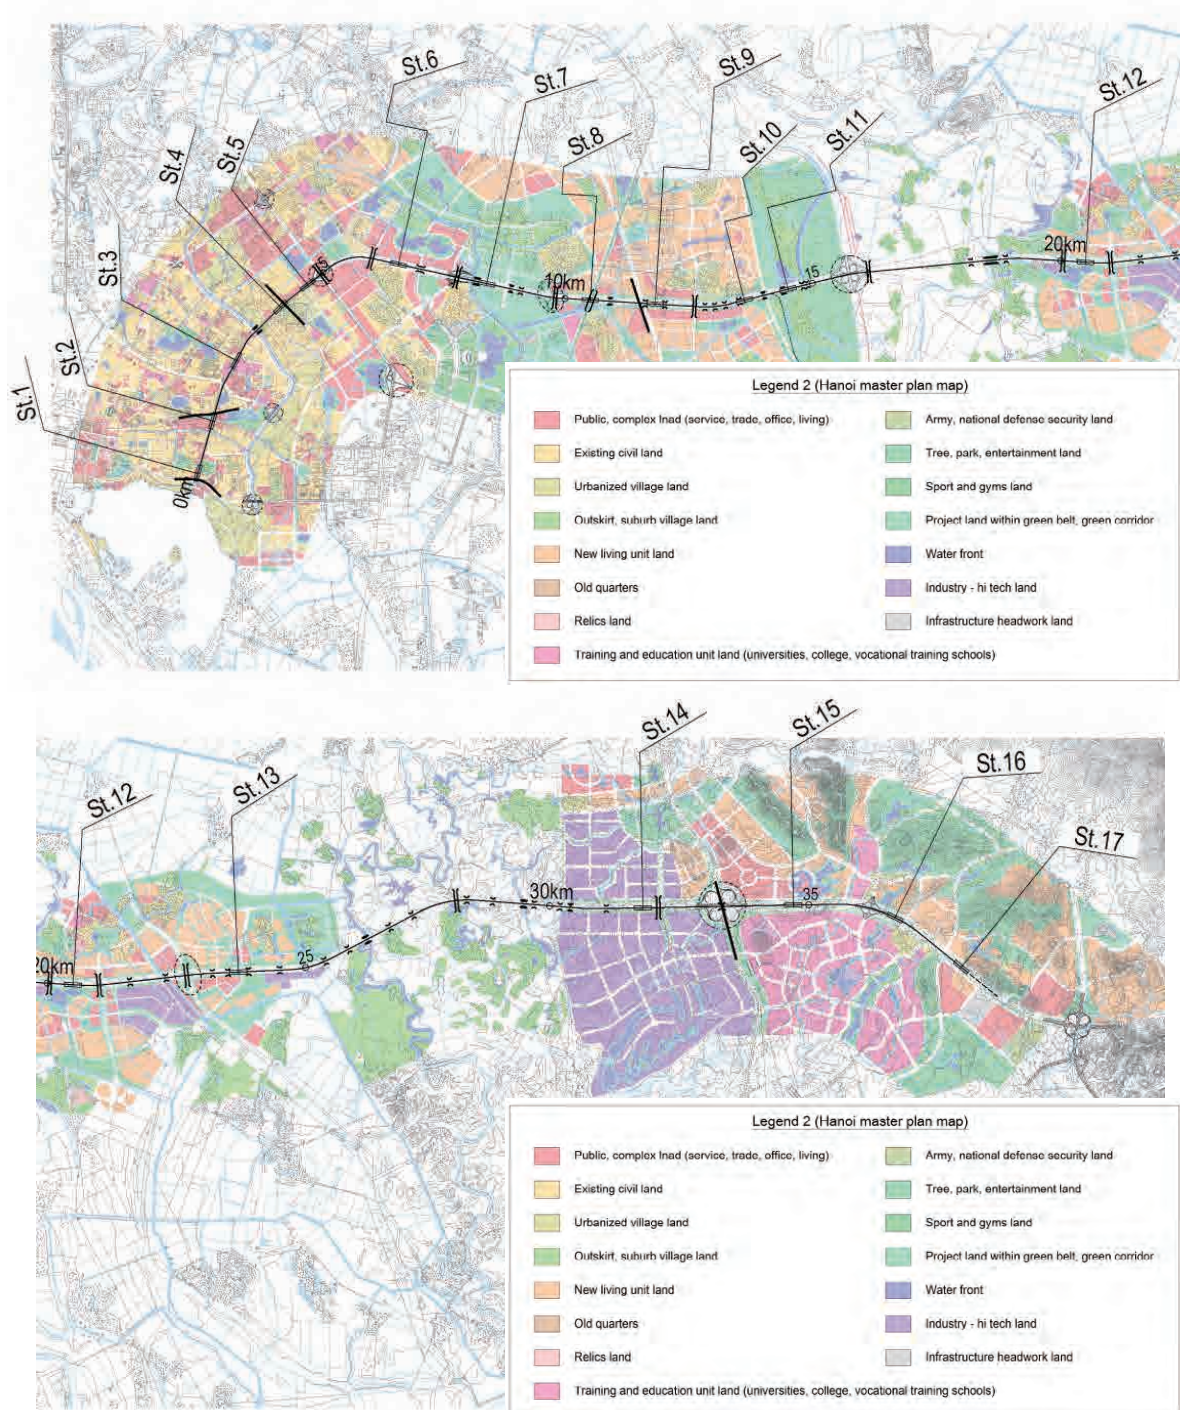 St.1
St.2
St.3
St.4
St.5
St.6
St.7
St.8
St.9
St.10
St.11
St.12
0km
10km
15
20km
Legend 2 (Hanoi master plan map)
Public, complex lnad (service, trade, office, living)
Existing civil land
Urbanized village land
Outskirt, suburb village land
New living unit land
Old quarters
Relics land
Training and education unit land (universities, college, vocational training schools)
Army, national defense security land
Tree, park, entertainment land
Sport and gyms land
Project land within green belt, green corridor
Water front
Industry - hi tech land
Infrastructure headwork land
St.12
St.13
St.14
St.15
St.16
St.17
20km
25
30km
35
Legend 2 (Hanoi master plan map)
Public, complex lnad (service, trade, office, living)
Existing civil land
Urbanized village land
Outskirt, suburb village land
New living unit land
Old quarters
Relics land
Training and education unit land (universities, college, vocational training schools)
Army, national defense security land
Tree, park, entertainment land
Sport and gyms land
Project land within green belt, green corridor
Water front
Industry - hi tech land
Infrastructure headwork land